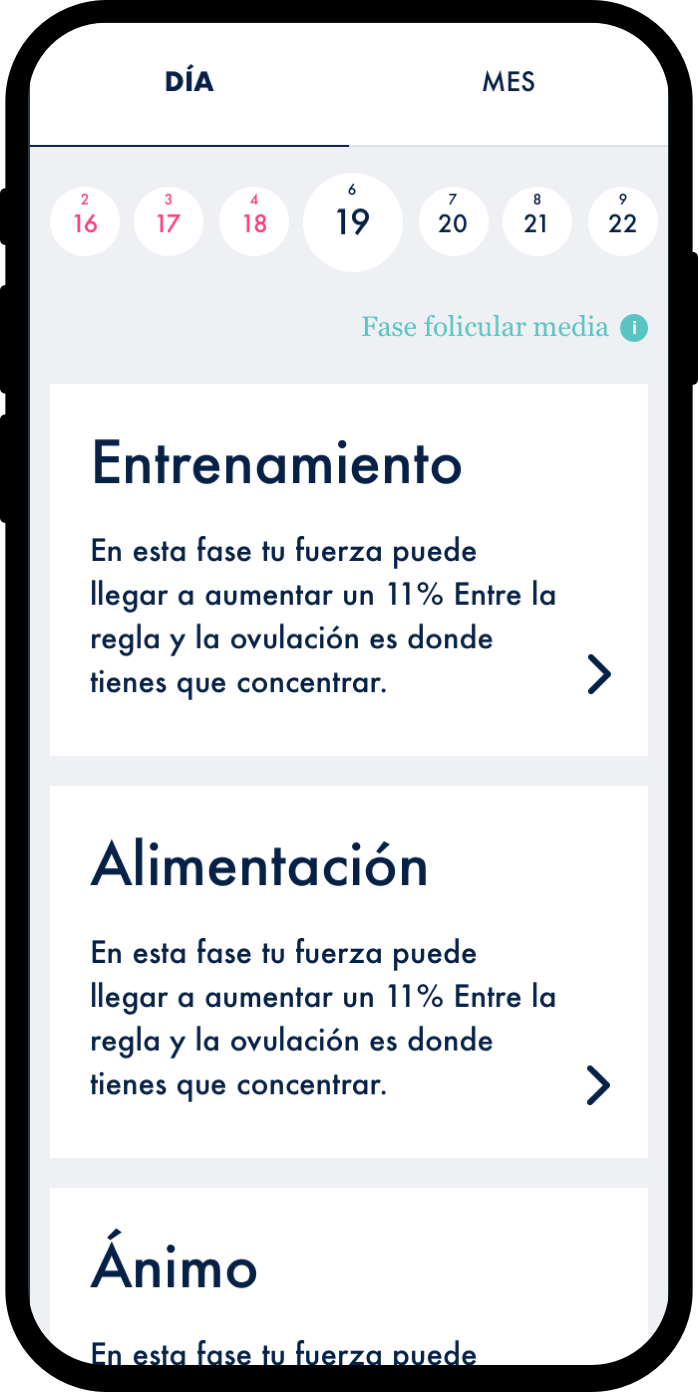 DÍA MES
2 3 4 6 7 8 9
16 17 18 19 20 21 22
Fase folicular media i
Entrenamiento
En esta fase tu fuerza puede
llegar a aumentar un 11% Entre la
regla y la ovulación es donde
tienes que concentrar.
Alimentación
En esta fase tu fuerza puede
llegar a aumentar un 11% Entre la
regla y la ovulación es donde
tienes que concentrar.
Ánimo
En esta fase tu fuerza puede